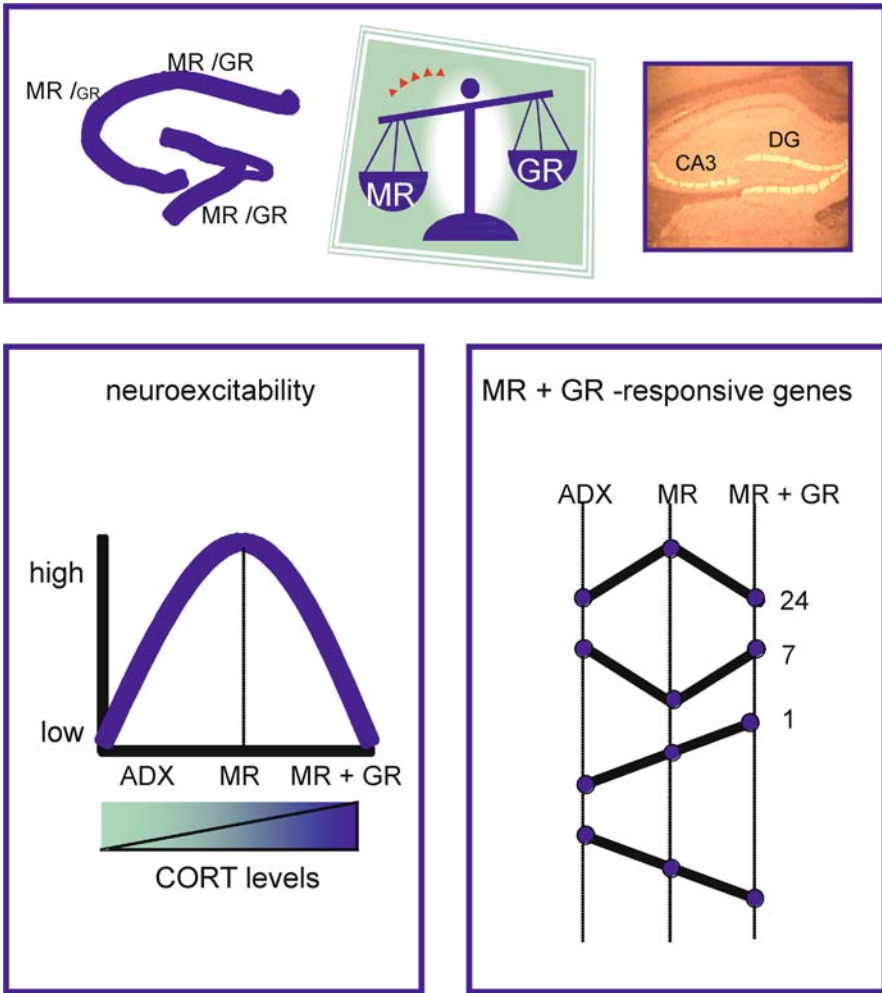 MR /GR
MR /GR
MR /GR
MR
GR
CA3
DG
neuroexcitability
high
low
ADX MR MR + GR
CORT levels
MR + GR -responsive genes
ADX MR MR + GR
24
7
1